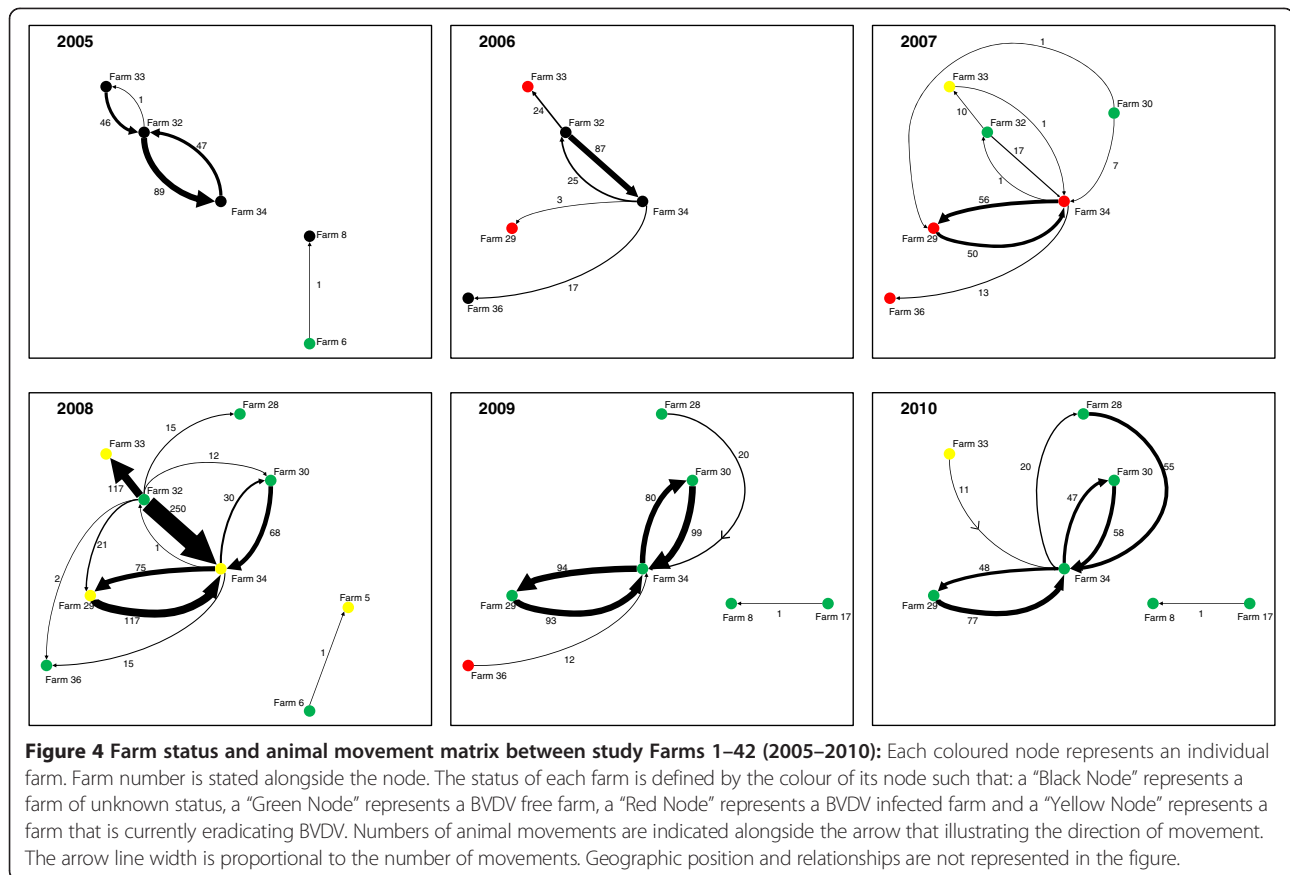 2005
Farm 33
1
46
Farm 32
47
89
Farm 34
Farm 8
1
Farm 6
2006
Farm 33
24
Farm 32
87
25
3
Farm 34
Farm 29
17
Farm 36
2007
1
Farm 33
Farm 30
10
1
Farm 32
17
7
1
56
Farm 34
Farm 29
50
13
Farm 36
2008
Farm 28
15
Farm 33
12
117
Farm 30
Farm 32
250
30
68
21
1
2
75
Farm 34
Farm 29
117
Farm 5
15
1
Farm 36
Farm 6
2009
Farm 28
20
Farm 30
80
99
94
Farm 34
Farm 29
93
Farm 8
1
Farm 17
12
Farm 36
2010
Farm 28
Farm 33
20
55
Farm 30
11
47
58
48
Farm 34
Farm 29
77
Farm 8
1
Farm 17
Figure 4 Farm status and animal movement matrix between study Farms 1–42 (2005–2010): Each coloured node represents an individual
farm. Farm number is stated alongside the node. The status of each farm is defined by the colour of its node such that: a “Black Node” represents a
farm of unknown status, a “Green Node” represents a BVDV free farm, a “Red Node” represents a BVDV infected farm and a “Yellow Node” represents a
farm that is currently eradicating BVDV. Numbers of animal movements are indicated alongside the arrow that illustrating the direction of movement.
The arrow line width is proportional to the number of movements. Geographic position and relationships are not represented in the figure.